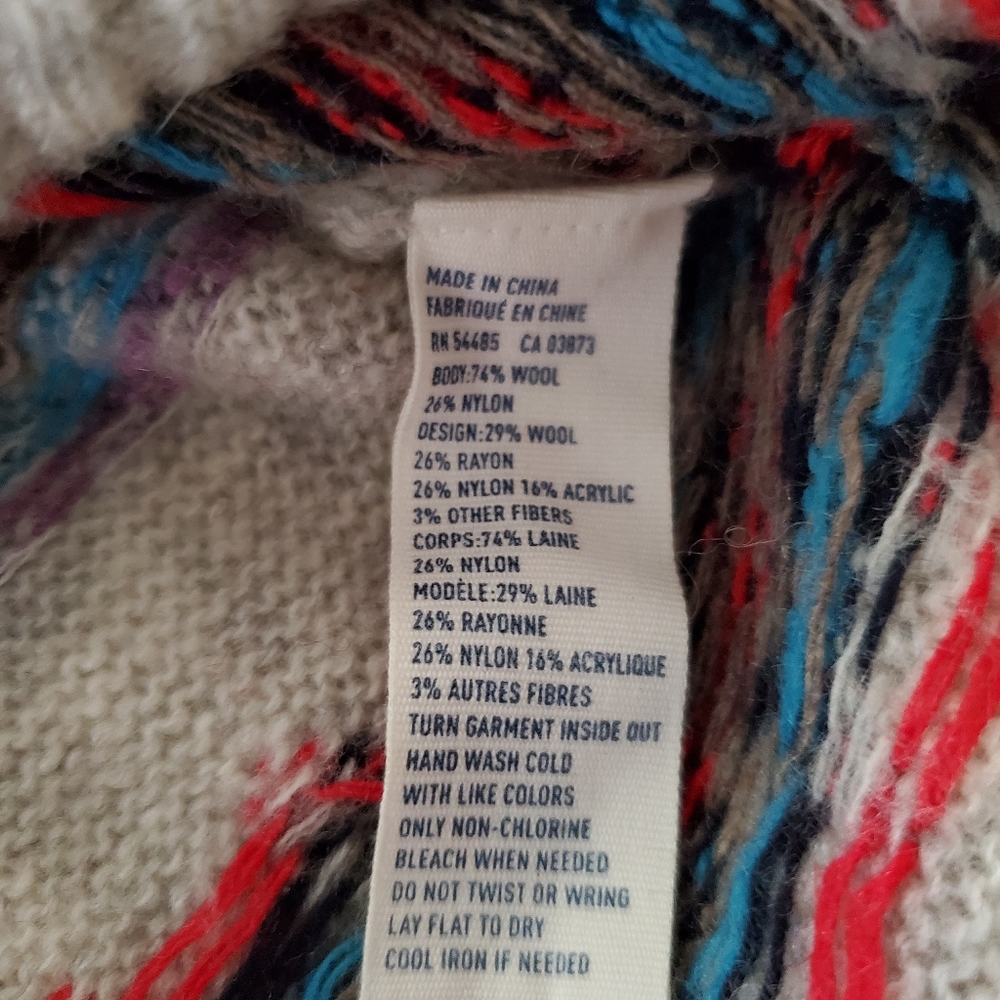 MADE IN CHINA
FABRIQUÉ EN CHINE
RN 54485 CA 03873
BODY:74% WOOL
26% NYLON
DESIGN:29% WOOL
26% RAYON
26% NYLON 16% ACRYLIC
3% OTHER FIBERS
CORPS:74% LAINE
26% NYLON
MODÈLE:29% LAINE
26% RAYONNE
26% NYLON 16% ACRYLIQUE
3% AUTRES FIBRES
TURN GARMENT INSIDE OUT
HAND WASH COLD
WITH LIKE COLORS
ONLY NON-CHLORINE
BLEACH WHEN NEEDED
DO NOT TWIST OR WRING
LAY FLAT TO DRY
COOL IRON IF NEEDED